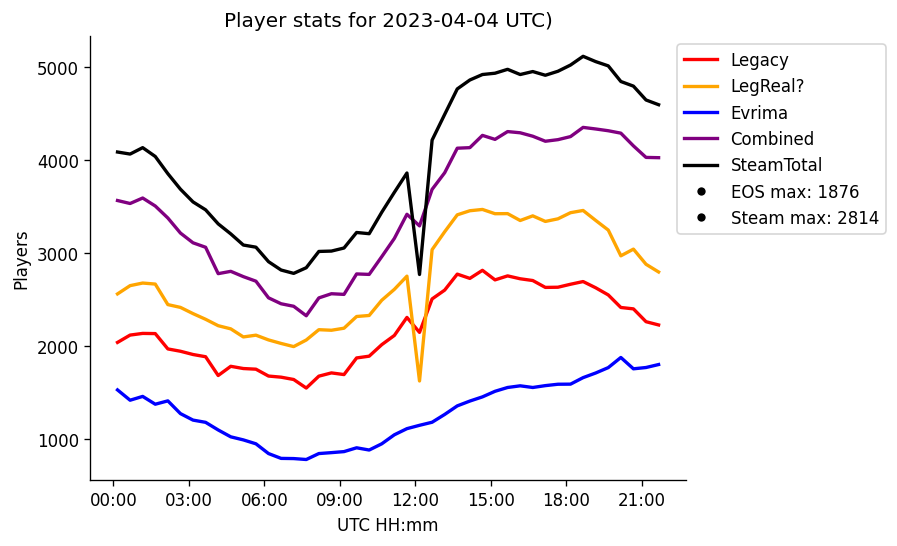 Player stats for 2023-04-04 UTC)
Legacy
LegReal?
Evrima
Combined
SteamTotal
EOS max: 1876
Steam max: 2814
Players
5000
4000
3000
2000
1000
00:00 03:00 06:00 09:00 12:00 15:00 18:00 21:00
UTC HH:mm